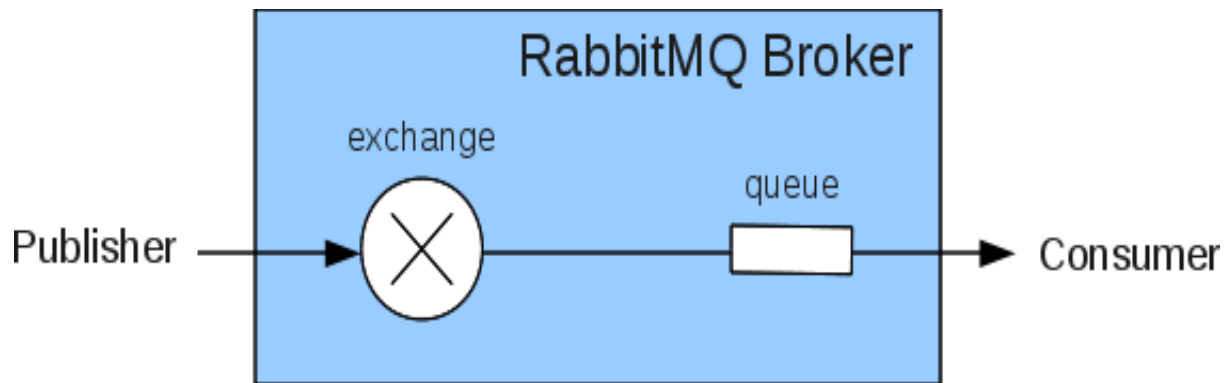 RabbitMQ Broker
exchange
queue
Publisher
Consumer